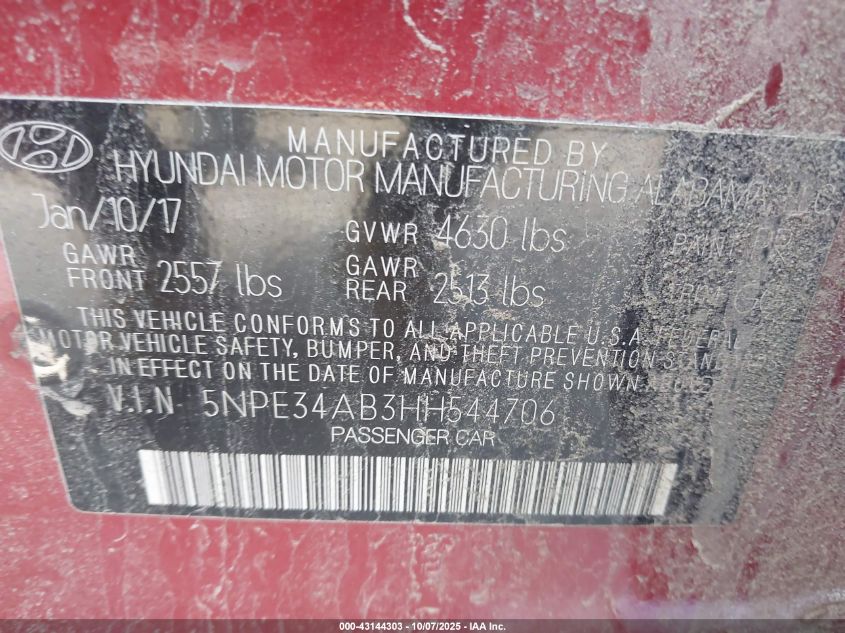 MANUFACTURED BY
HYUNDAI MOTOR MANUFACTURING ALABAMA
Jan/10/17 GVWR 4630 lbs PAINT
GAWR FRONT 2557 lbs GAWR REAR 2513 lbs
THIS VEHICLE CONFORMS TO ALL APPLICABLE U.S.A. FEDERAL
MOTOR VEHICLE SAFETY, BUMPER, AND THEFT PREVENTION STAND
IN EFFECT ON THE DATE OF MANUFACTURE SHOWN
V.I.N 5NPE34AB3HH544706
PASSENGER CAR
000-43144303 - 10/07/2025 - IAA Inc.